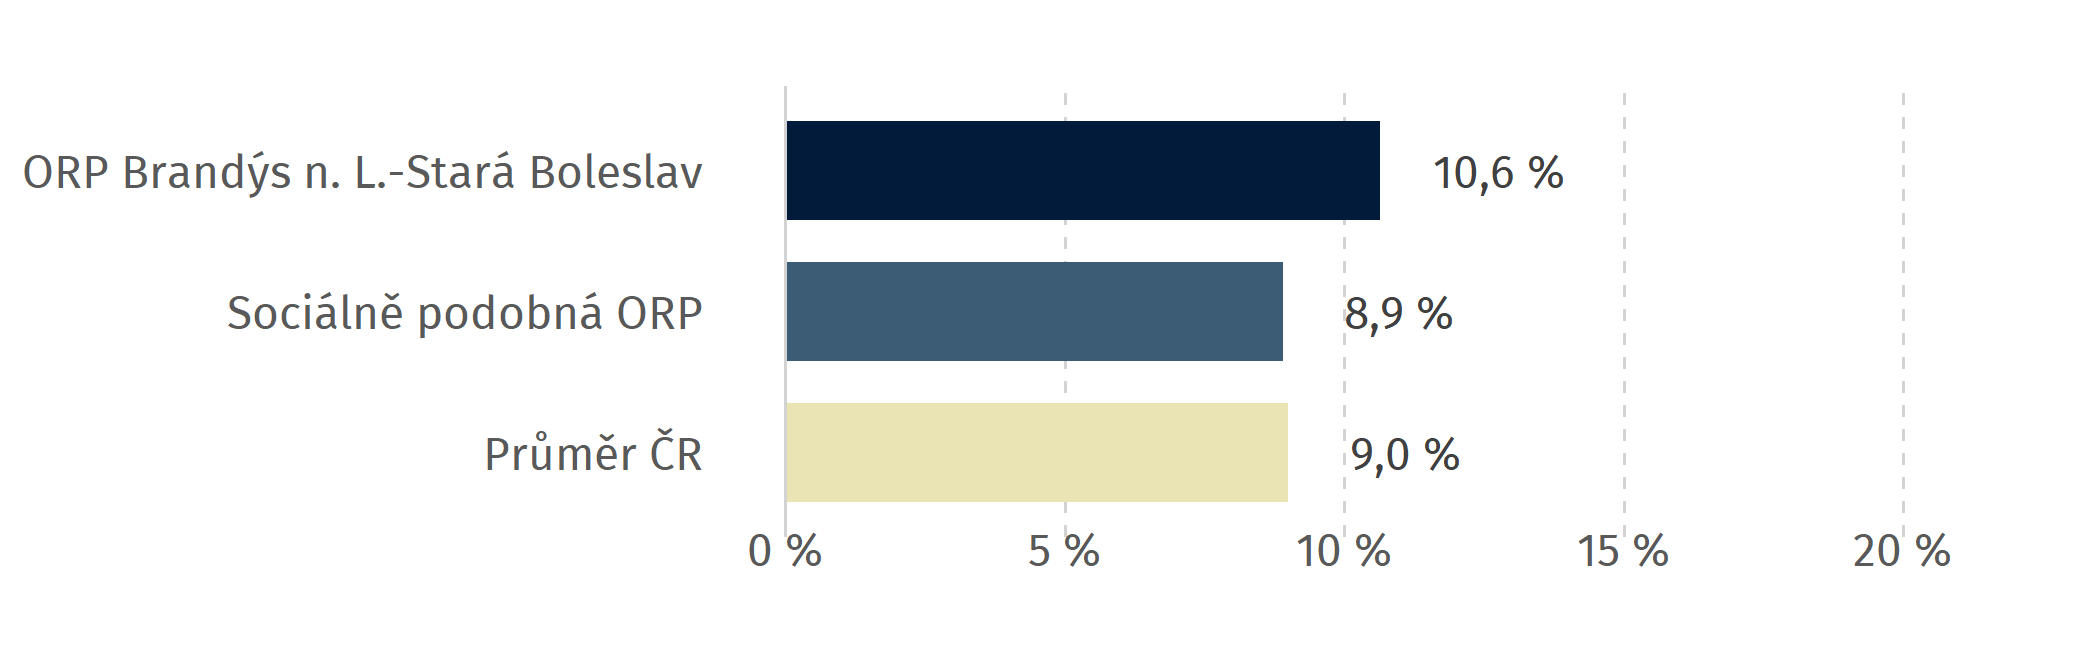 ORP Brandýs n. L.-Stará Boleslav 10,6 %
Sociálně podobná ORP 8,9 %
Průměr ČR 9,0 %
0 % 5 % 10 % 15 % 20 %